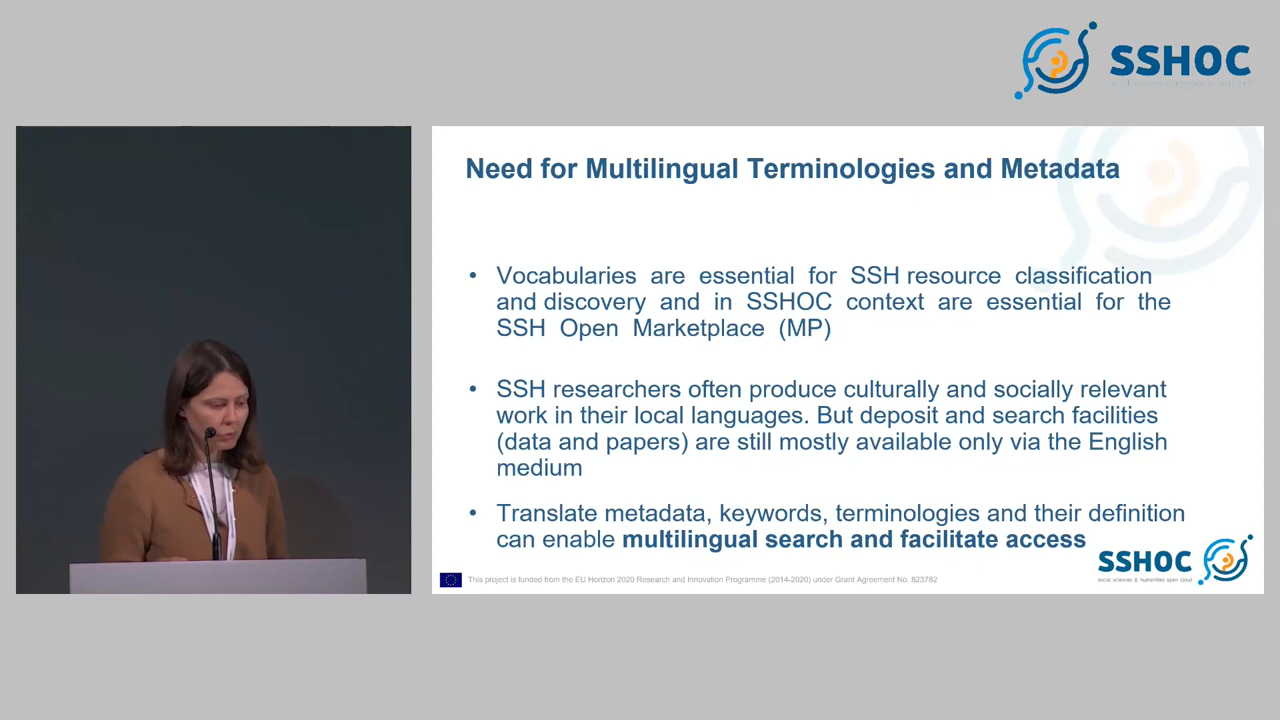 SSHOC
Need for Multilingual Terminologies and Metadata
• Vocabularies are essential for SSH resource classification
and discovery and in SSHOC context are essential for the
SSH Open Marketplace (MP)
• SSH researchers often produce culturally and socially relevant
work in their local languages. But deposit and search facilities
(data and papers) are still mostly available only via the English
medium
• Translate metadata, keywords, terminologies and their definition
can enable multilingual search and facilitate access
SSHOC
social sciences & humanities open cloud
This project is funded from the EU Horizon 2020 Research and Innovation Programme (2014-2020) under Grant Agreement No. 823782